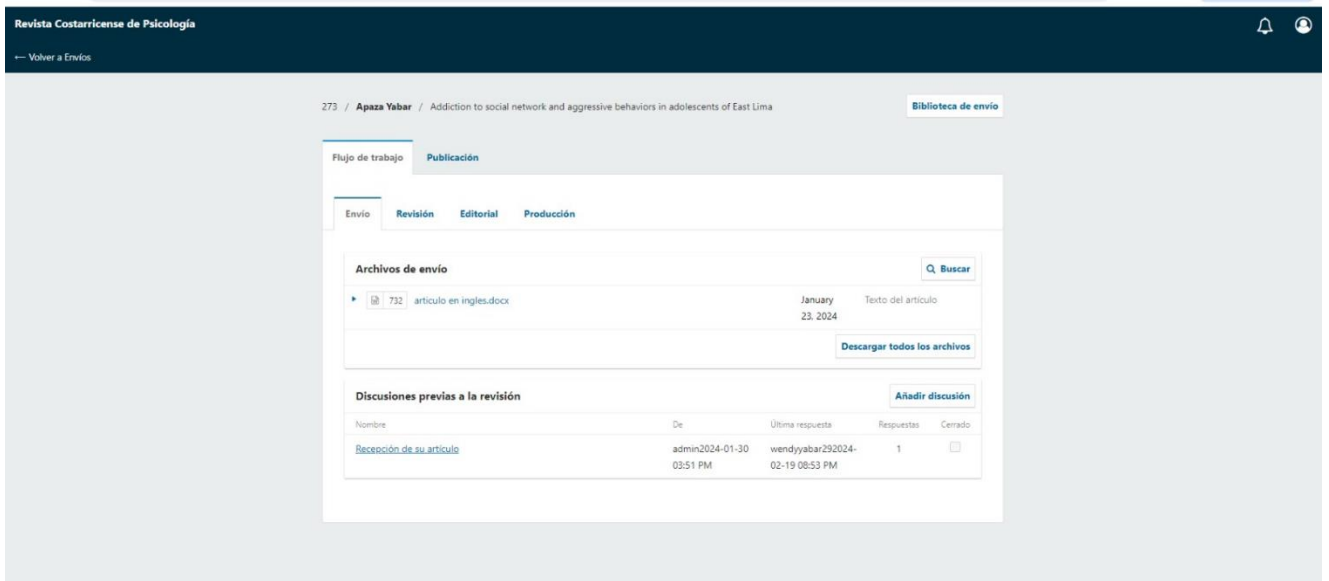 Revista Costarricense de Psicología
← Volver a Envíos
273 / Apaza Yabar / Addiction to social network and aggressive behaviors in adolescents of East Lima
Biblioteca de envío
Flujo de trabajo Publicación
Envío Revisión Editorial Producción
Archivos de envío
Buscar
732 articulo en ingles.docx January Texto del artículo
23, 2024
Descargar todos los archivos
Discusiones previas a la revisión
Añadir discusión
Nombre De Última respuesta Respuestas Cerrado
Recepción de su artículo admin2024-01-30 wendyyabar292024- 1
03:51 PM 02-19 08:53 PM